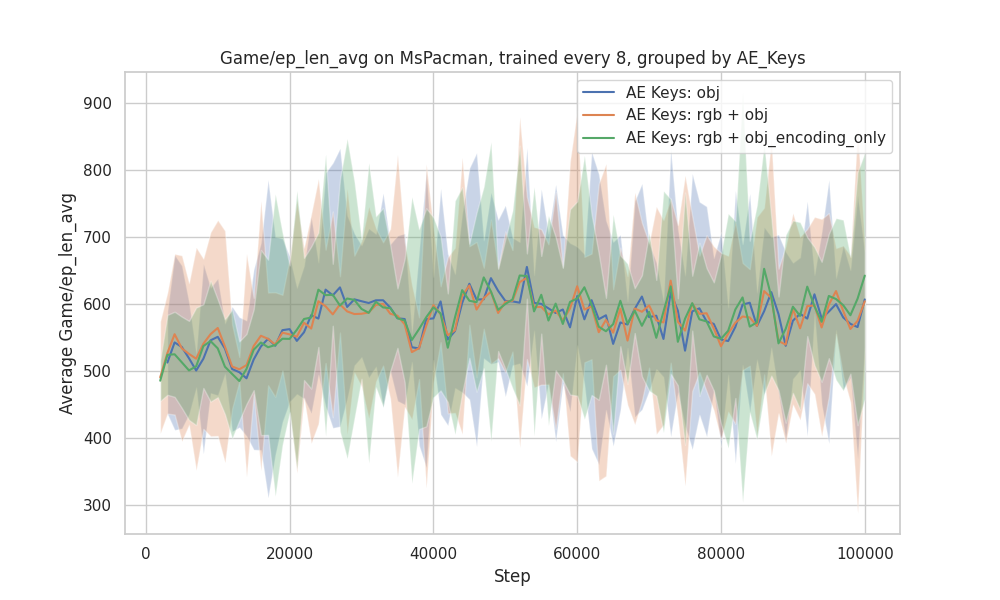 Game/ep_len_avg on MsPacman, trained every 8, grouped by AE_Keys
AE Keys: obj
AE Keys: rgb + obj
AE Keys: rgb + obj_encoding_only
Average Game/ep_len_avg
900
800
700
600
500
400
300
0 20000 40000 60000 80000 100000
Step